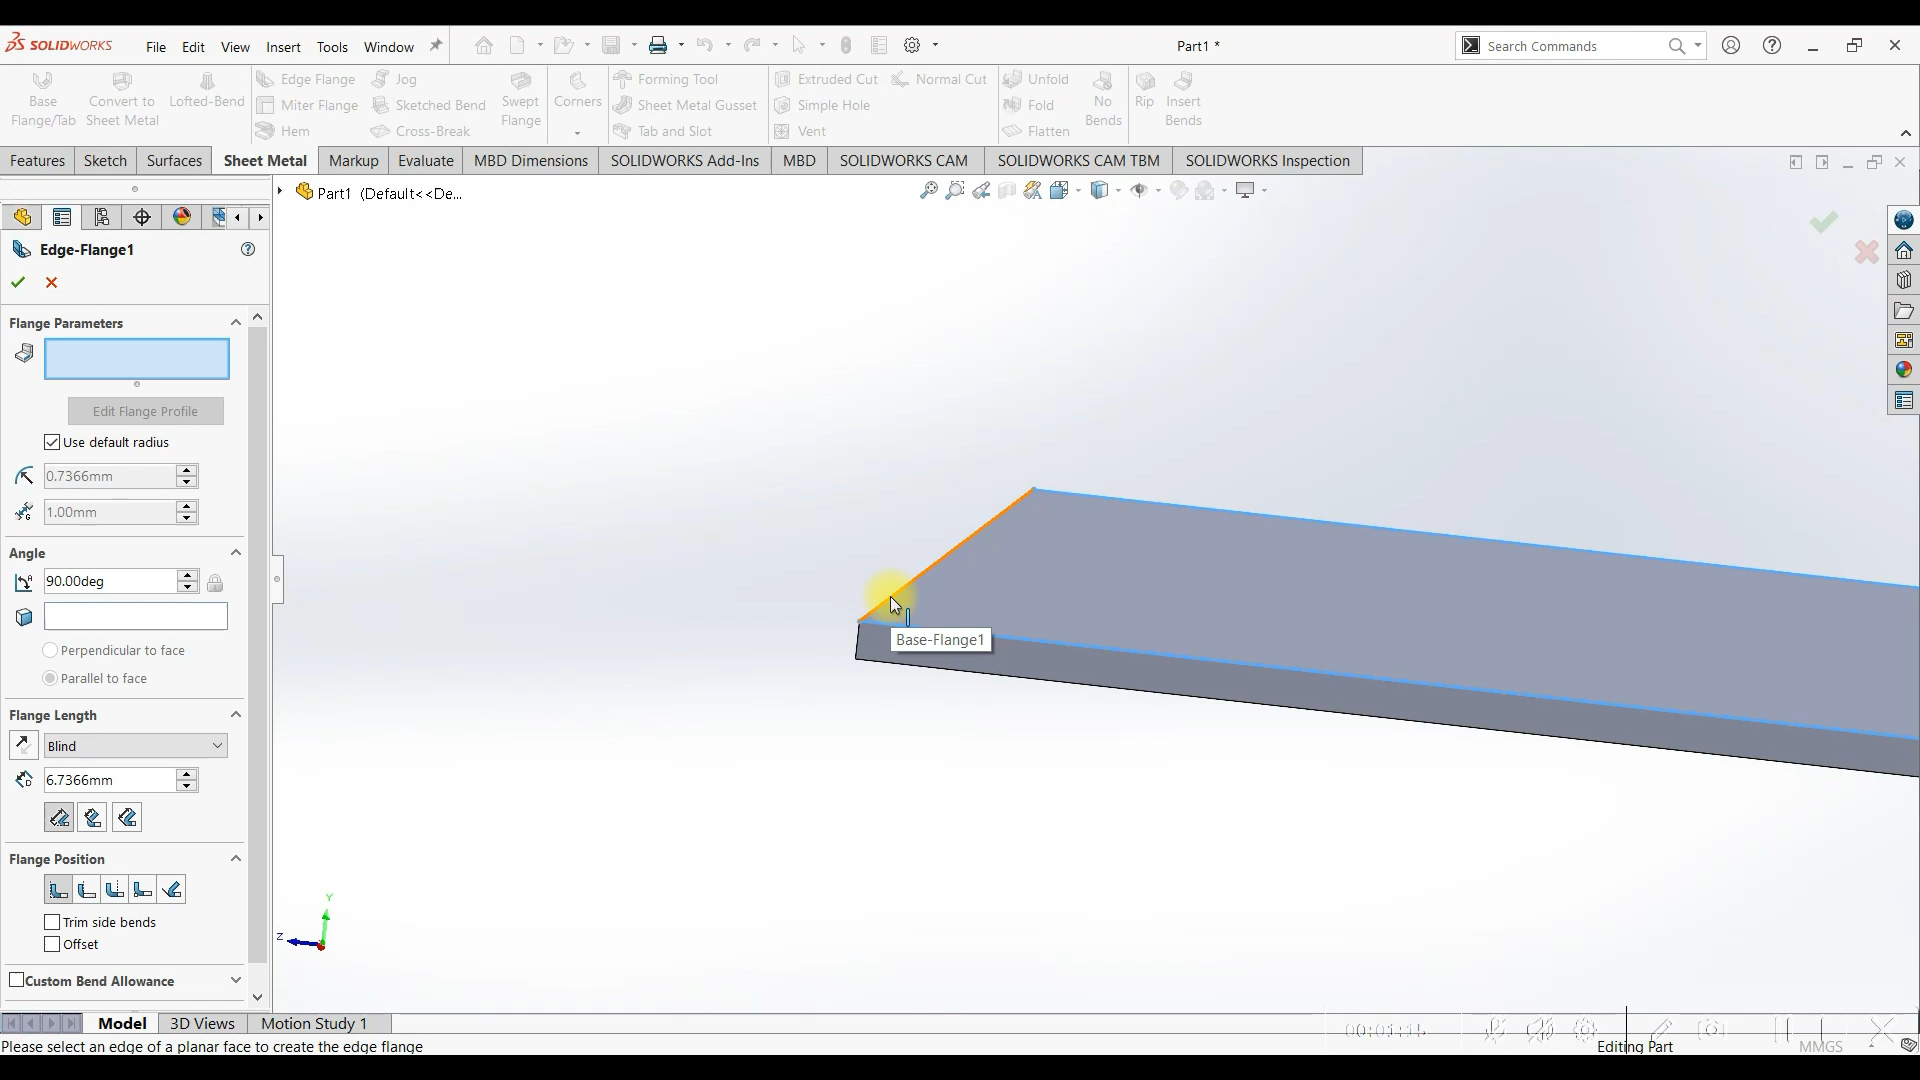 SOLIDWORKS File Edit View Insert Tools Window Part1 * Search Commands
Base Flange/Tab
Convert to Sheet Metal
Lofted-Bend
Edge Flange
Miter Flange
Hem
Jog
Sketched Bend
Cross-Break
Swept Flange
Corners
Forming Tool
Sheet Metal Gusset
Tab and Slot
Extruded Cut
Simple Hole
Vent
Normal Cut
Unfold
Fold
Flatten
No Bends
Rip
Insert Bends
Features Sketch Surfaces Sheet Metal Markup Evaluate MBD Dimensions SOLIDWORKS Add-Ins MBD SOLIDWORKS CAM SOLIDWORKS CAM TBM SOLIDWORKS Inspection
Part1 (Default<<De...
Edge-Flange1
Flange Parameters
Edit Flange Profile
Use default radius
0.7366mm
1.00mm
Angle
90.00deg
Perpendicular to face
Parallel to face
Flange Length
Blind
6.7366mm
Flange Position
Trim side bends
Offset
Custom Bend Allowance
Base-Flange1
Y
Z
Model 3D Views Motion Study 1
00:01:15
Please select an edge of a planar face to create the edge flange
Editing Part
MMGS